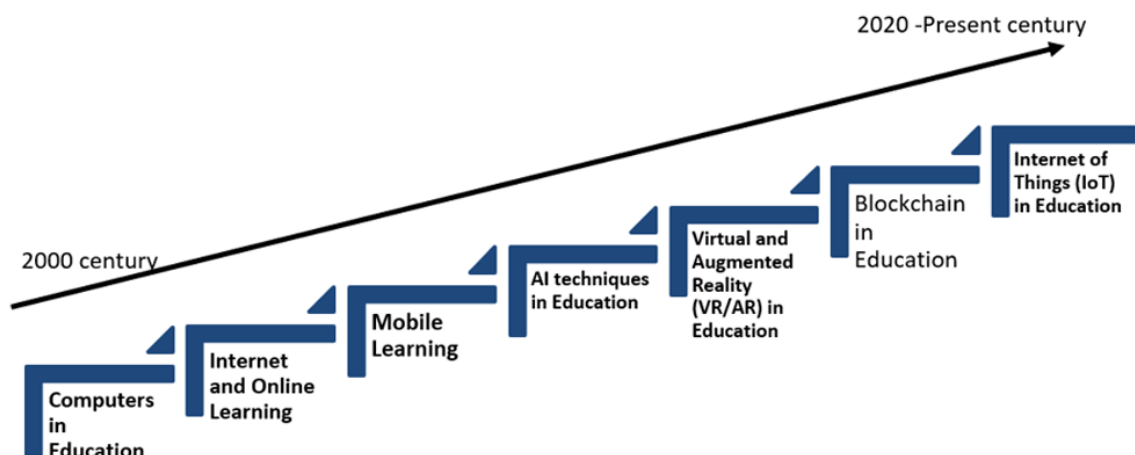 2020 -Present century
2000 century
Computers
in
Education
Internet
and Online
Learning
Mobile
Learning
AI techniques
in Education
Virtual and
Augmented
Reality
(VR/AR) in
Education
Blockchain
in
Education
Internet of
Things (IoT)
in Education